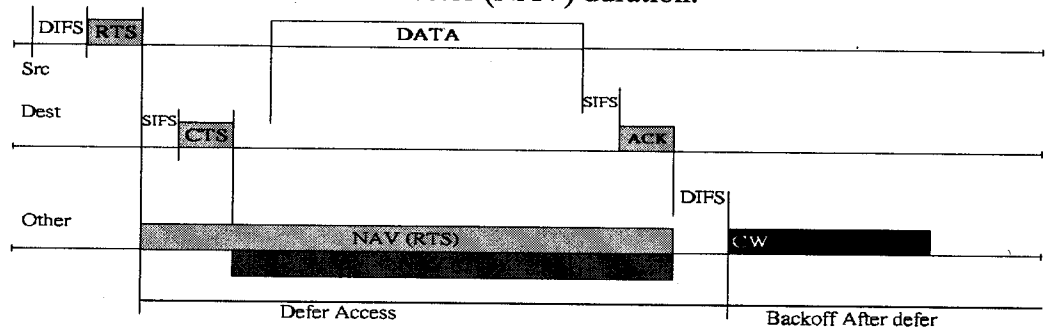 duration.
DIFS RTS DATA
Src
Dest
SIFS CTS SIFS ACK
DIFS
Other
NAV (RTS) CW
Defer Access Backoff After defer